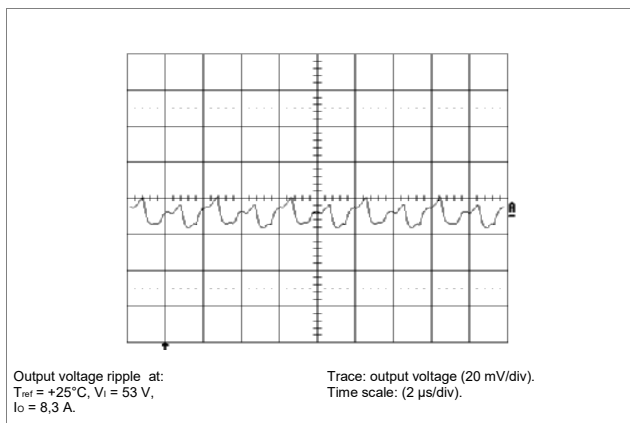 A
Output voltage ripple at:
Tref = +25°C, VI = 53 V,
IO = 8,3 A.
Trace: output voltage (20 mV/div).
Time scale: (2 µs/div).